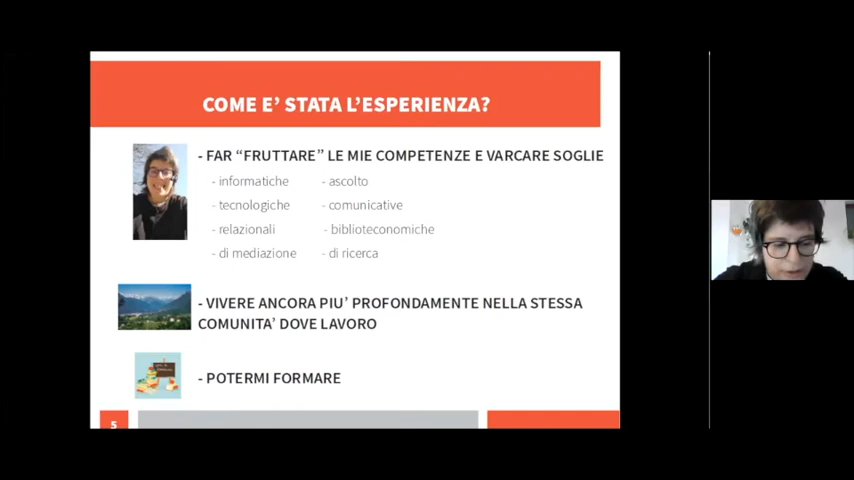 COME E' STATA L'ESPERIENZA?
- FAR “FRUTTARE” LE MIE COMPETENZE E VARCARE SOGLIE
- informatiche - ascolto
- tecnologiche - comunicative
- relazionali - biblioteconomiche
- di mediazione - di ricerca
- VIVERE ANCORA PIU' PROFONDAMENTE NELLA STESSA
COMUNITA' DOVE LAVORO
- POTERMI FORMARE
5